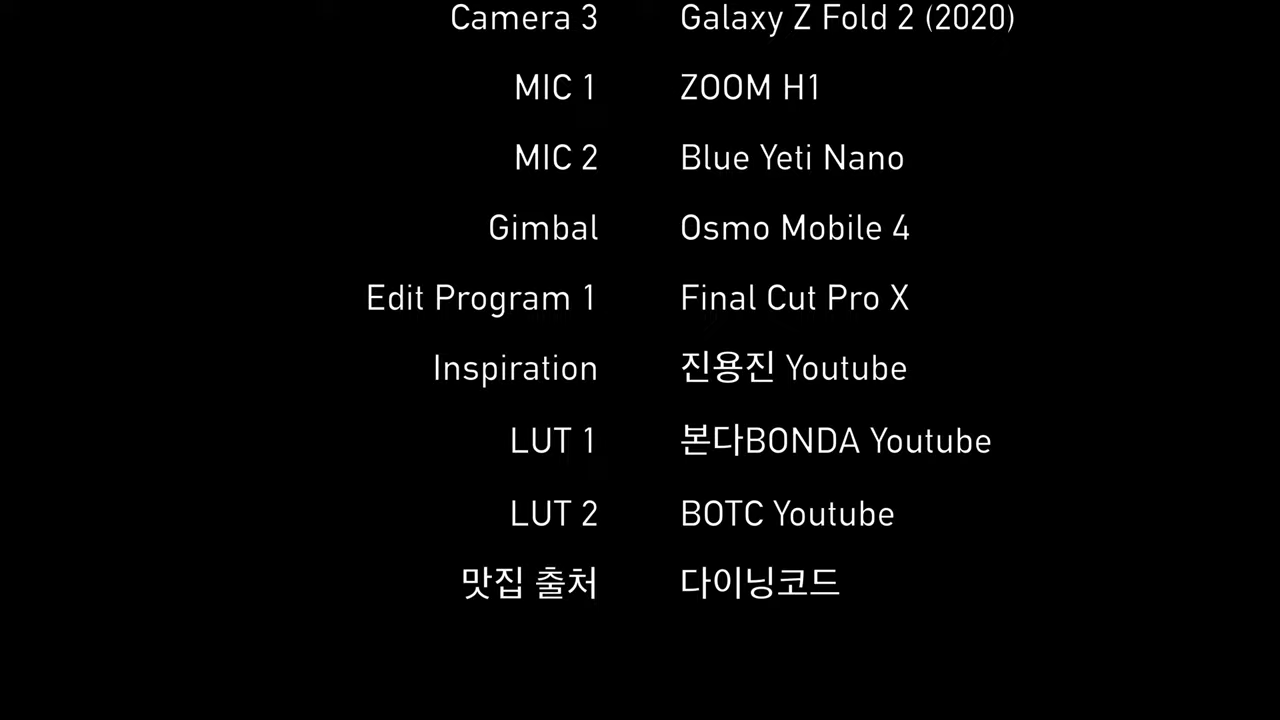 Camera 3 Galaxy Z Fold 2 (2020)
MIC 1 ZOOM H1
MIC 2 Blue Yeti Nano
Gimbal Osmo Mobile 4
Edit Program 1 Final Cut Pro X
Inspiration 진용진 Youtube
LUT 1 본다BONDA Youtube
LUT 2 BOTC Youtube
맛집 출처 다이닝코드